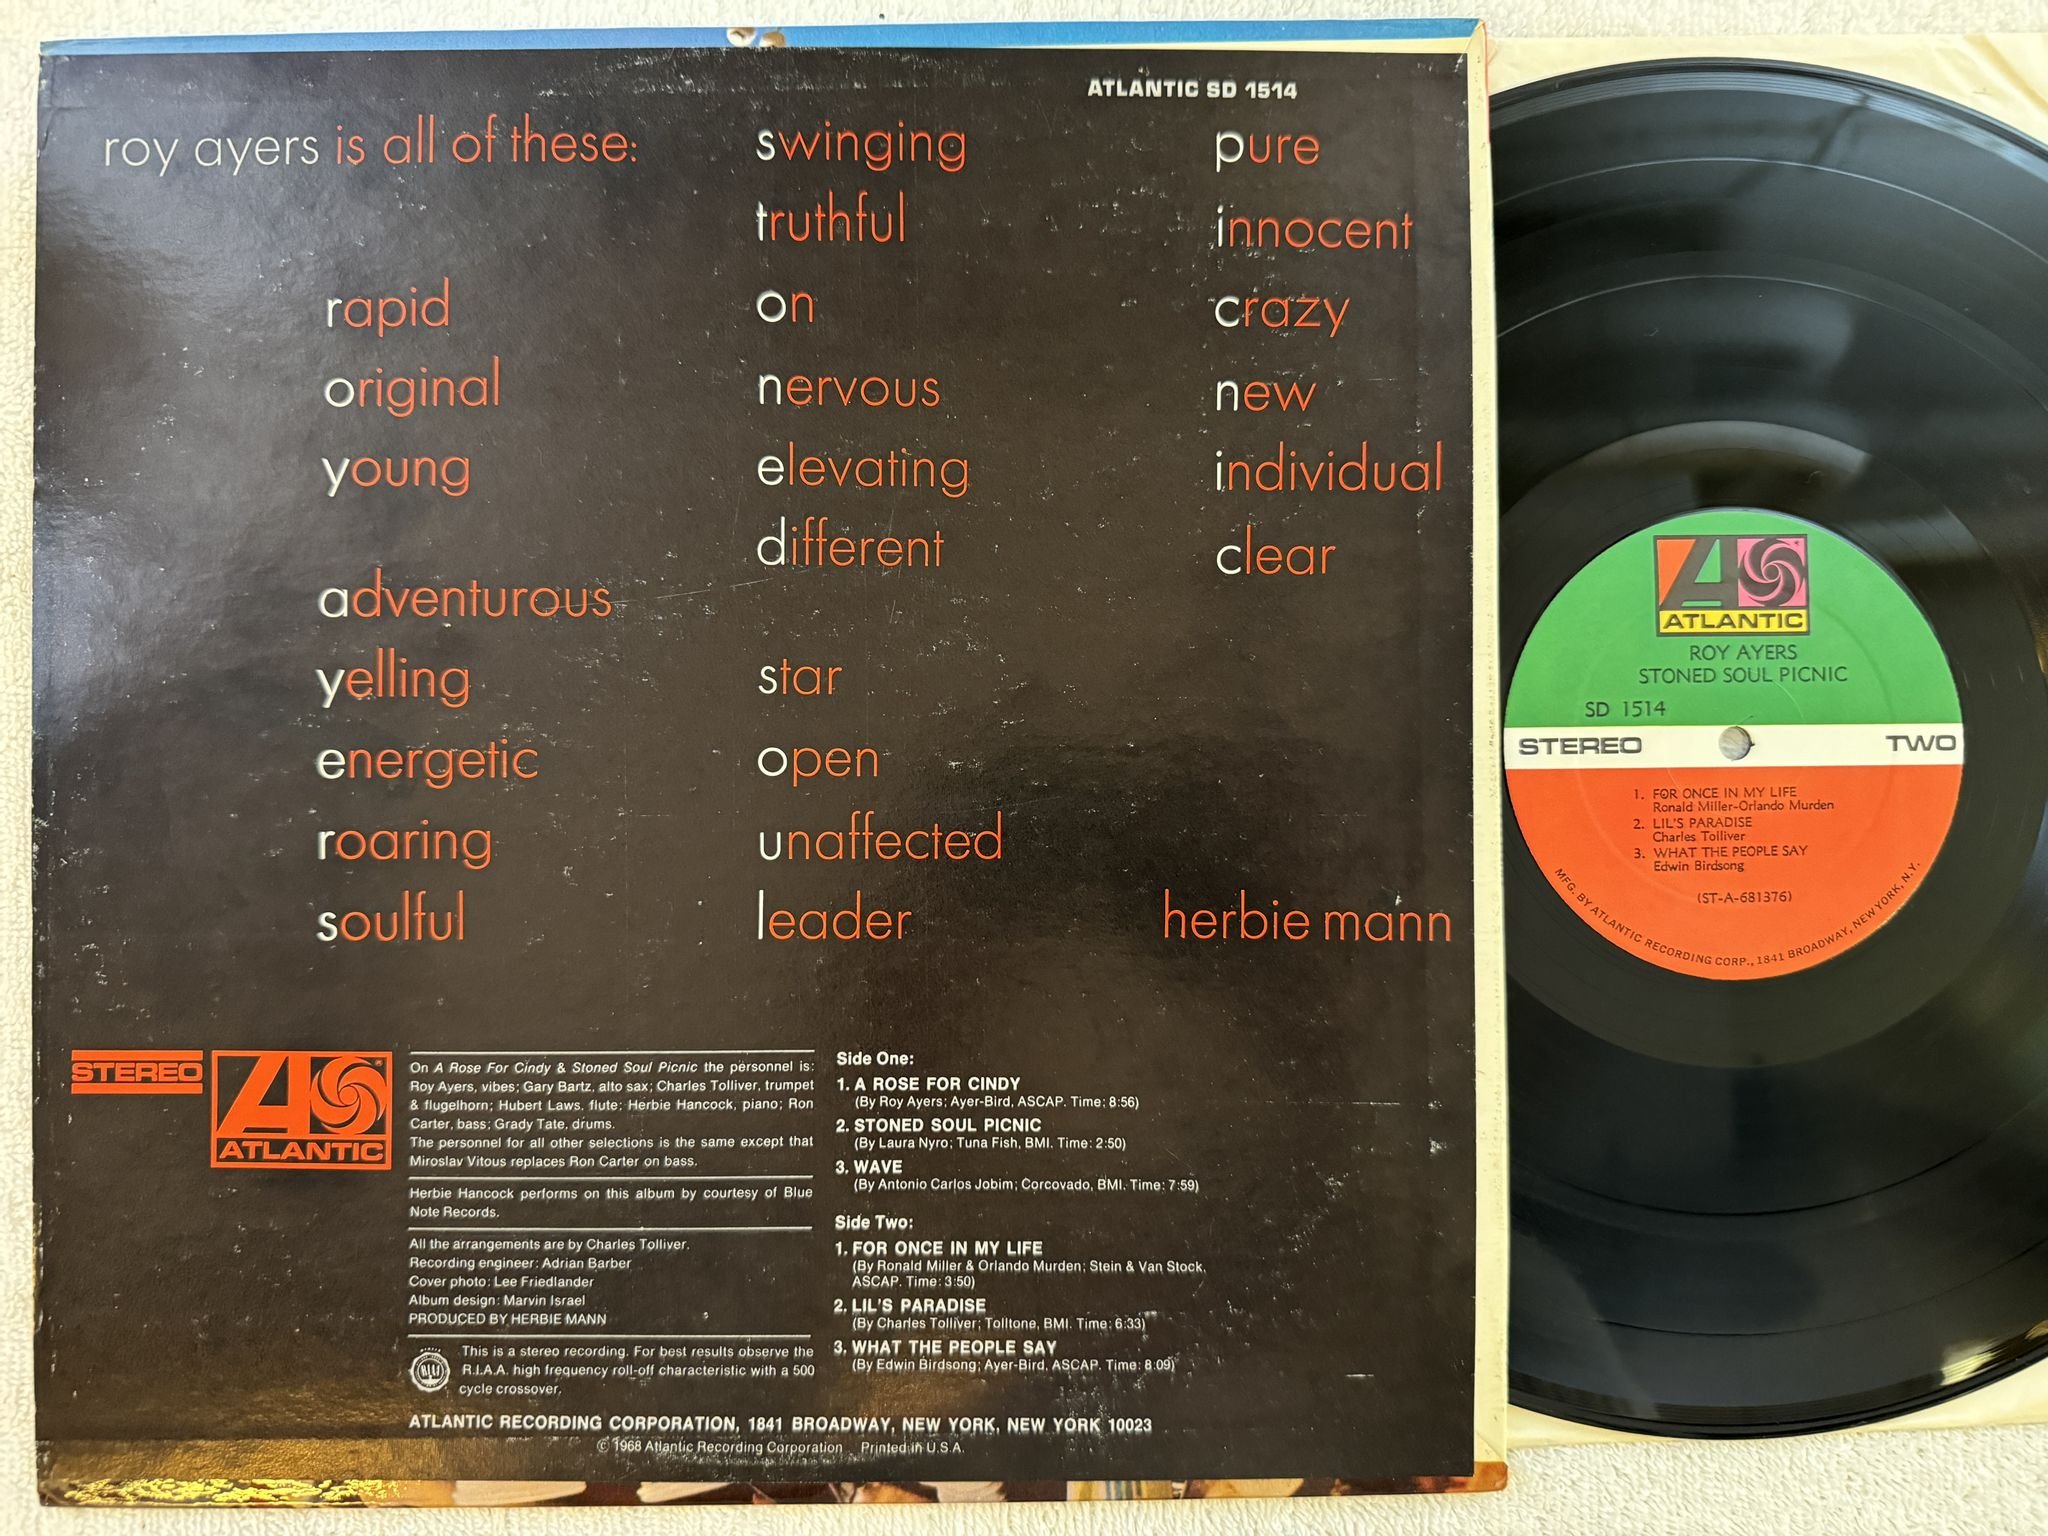 ATLANTIC SD 1514
roy ayers is all of these:
rapid
original
young
adventurous
yelling
energetic
roaring
soulful
swinging
truthful
on
nervous
elevating
different
star
open
unaffected
leader
pure
innocent
crazy
new
individual
clear
herbie mann
STEREO
ATLANTIC
On A Rose For Cindy & Stoned Soul Picnic the personnel is:
Roy Ayers, vibes; Gary Bartz, alto sax; Charles Tolliver, trumpet
& flugelhorn; Hubert Laws. flute; Herbie Hancock, piano; Ron
Carter, bass; Grady Tate, drums.
The personnel for all other selections is the same except that
Miroslav Vitous replaces Ron Carter on bass.
Herbie Hancock performs on this album by courtesy of Blue
Note Records.
All the arrangements are by Charles Tolliver.
Recording engineer: Adrian Barber
Cover photo: Lee Friedlander
Album design: Marvin Israel
PRODUCED BY HERBIE MANN
This is a stereo recording. For best results observe the
R.I.A.A. high frequency roll-off characteristic with a 500
cycle crossover.
Side One:
1. A ROSE FOR CINDY
(By Roy Ayers; Ayer-Bird, ASCAP. Time: 8:56)
2. STONED SOUL PICNIC
(By Laura Nyro; Tuna Fish, BMI. Time: 2:50)
3. WAVE
(By Antonio Carlos Jobim; Corcovado, BMI. Time: 7:59)
Side Two:
1. FOR ONCE IN MY LIFE
(By Ronald Miller & Orlando Murden; Stein & Van Stock,
ASCAP. Time: 3:50)
2. LIL'S PARADISE
(By Charles Tolliver; Tolltone, BMI. Time: 6:33)
3. WHAT THE PEOPLE SAY
(By Edwin Birdsong; Ayer-Bird, ASCAP. Time: 8:09)
ATLANTIC RECORDING CORPORATION, 1841 BROADWAY, NEW YORK, NEW YORK 10023
© 1968 Atlantic Recording Corporation Printed in U.S.A.
ATLANTIC
ROY AYERS
STONED SOUL PICNIC
SD 1514
STEREO TWO
1. FOR ONCE IN MY LIFE
Ronald Miller-Orlando Murden
2. LIL'S PARADISE
Charles Tolliver
3. WHAT THE PEOPLE SAY
Edwin Birdsong
(ST-A-681376)
MFG. BY ATLANTIC RECORDING CORP., 1841 BROADWAY, NEW YORK, N.Y.